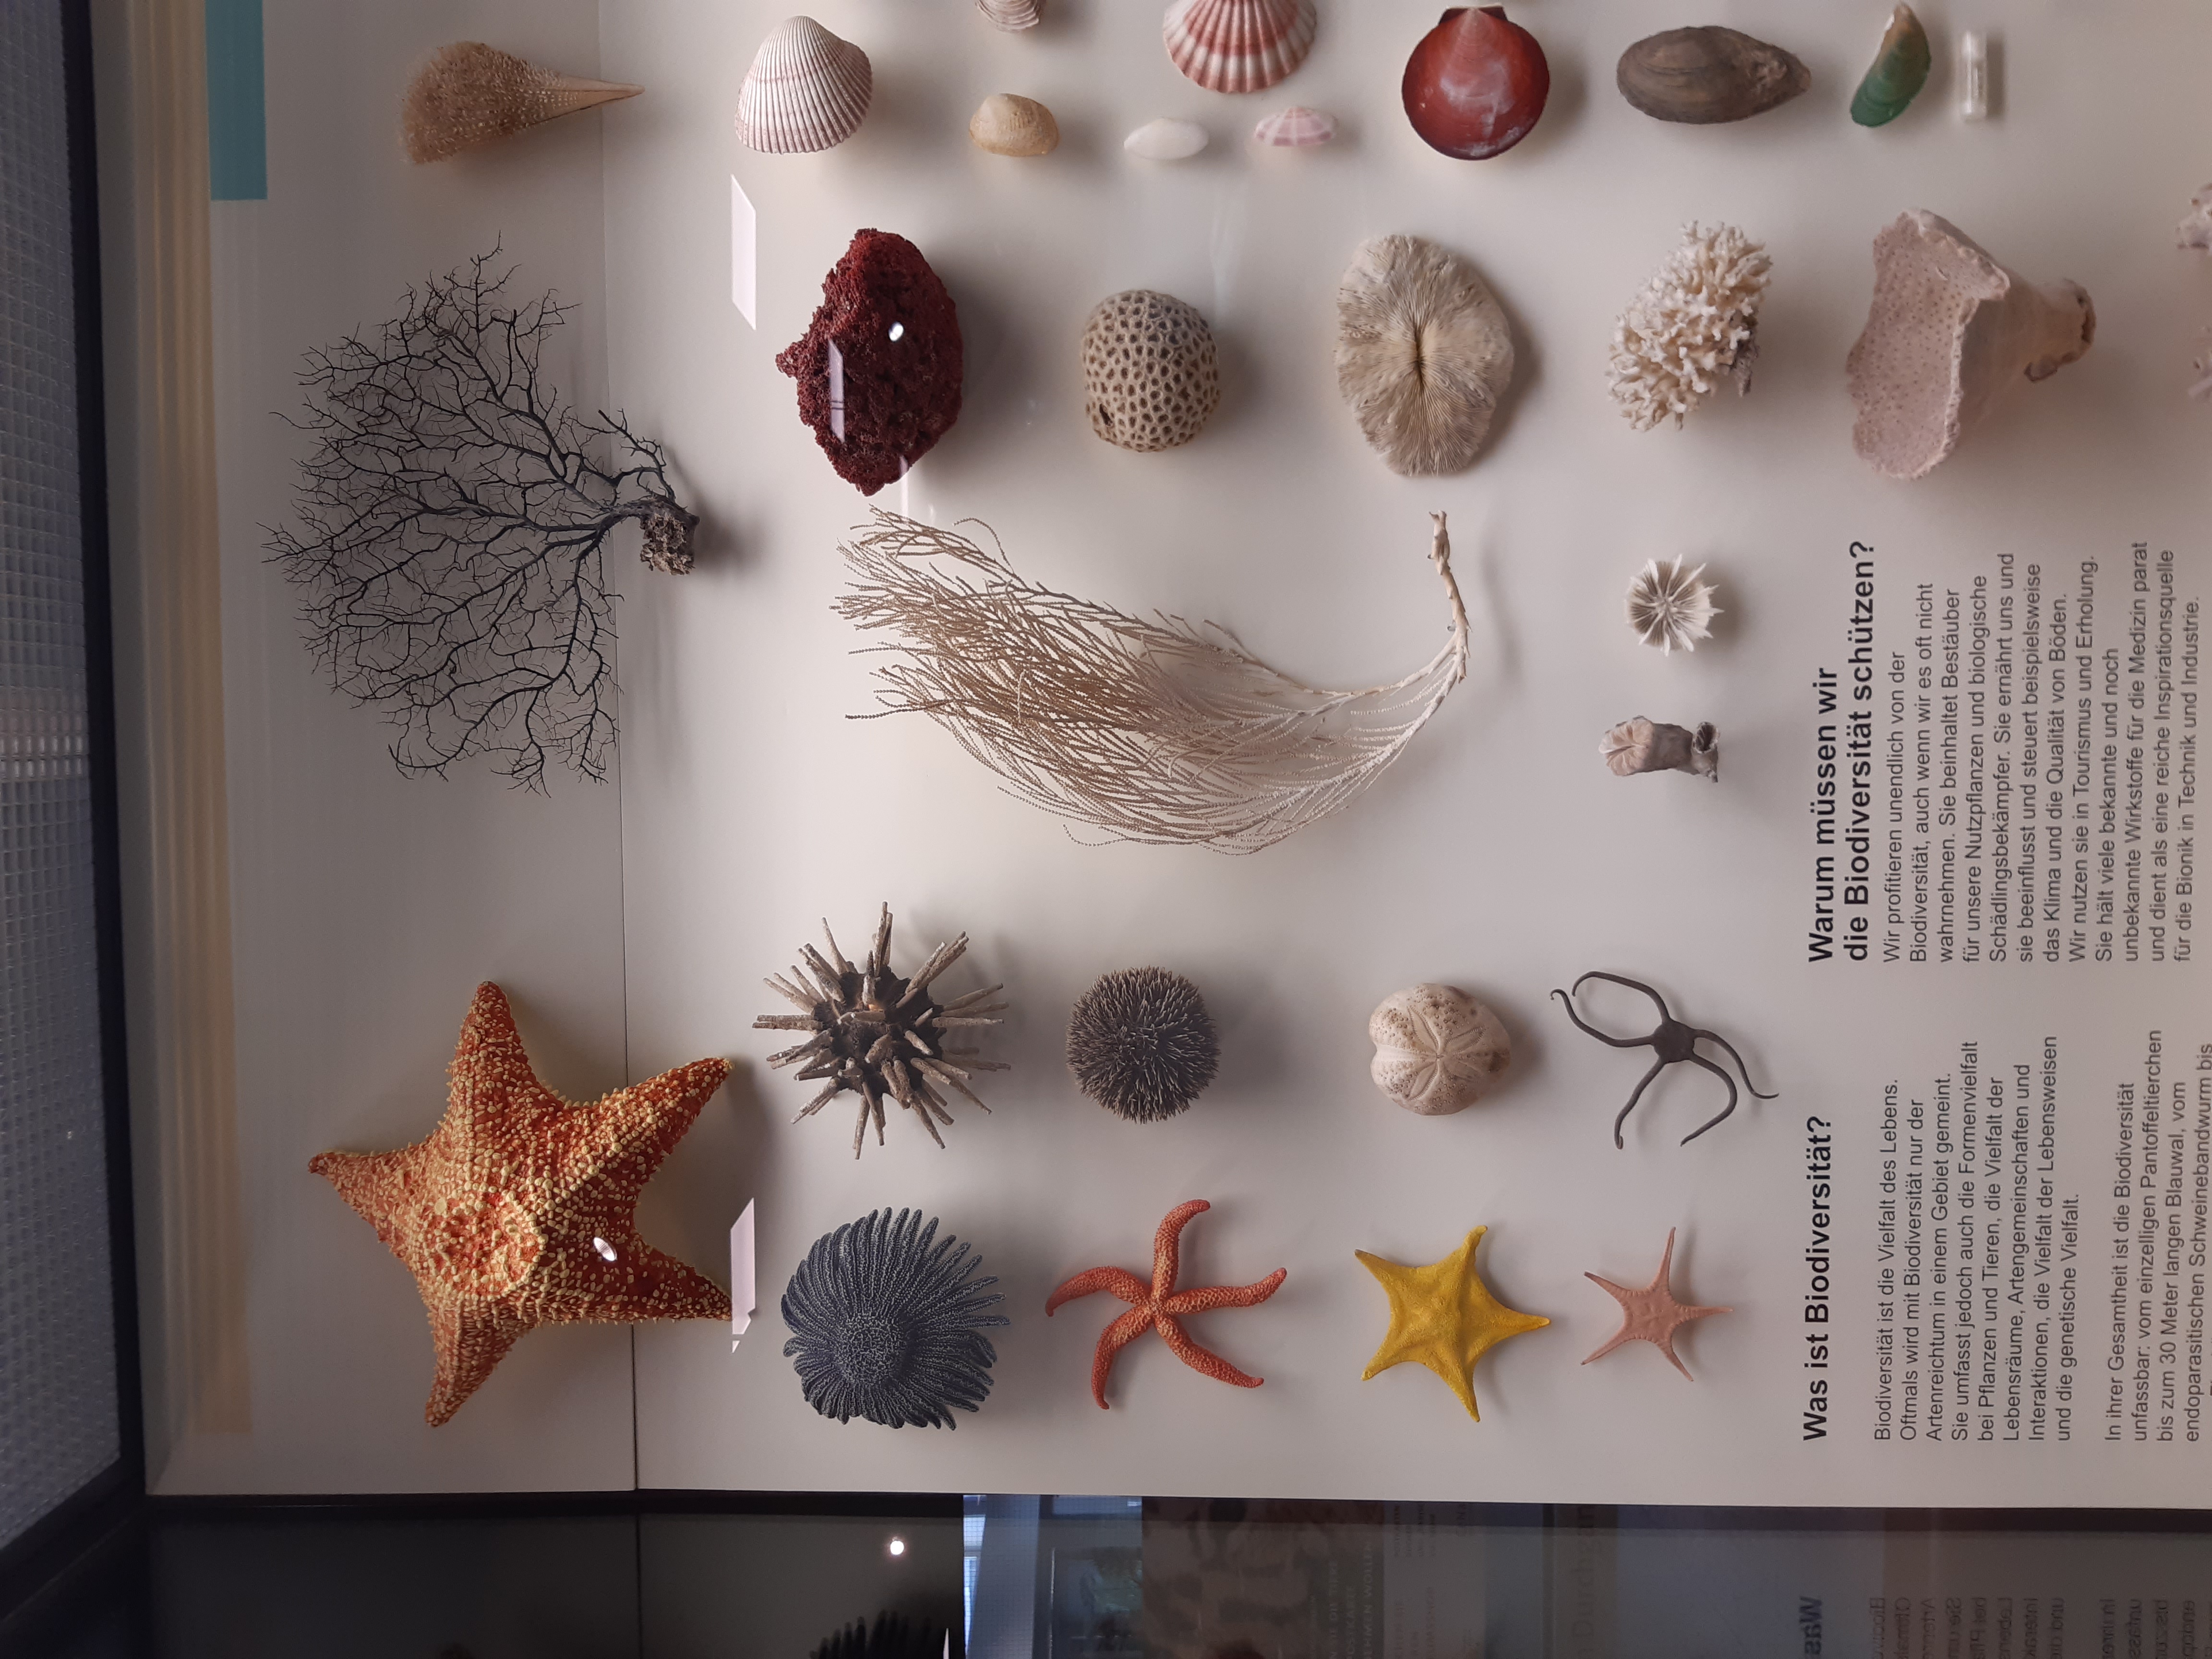 Was ist Biodiversität?
Biodiversität ist die Vielfalt des Lebens.
Oftmals wird mit Biodiversität nur der
Artenreichtum in einem Gebiet gemeint.
Sie umfasst jedoch auch die Formenvielfalt
bei Pflanzen und Tieren, die Vielfalt der
Lebensräume, Artengemeinschaften und
Interaktionen, die Vielfalt der Lebensweisen
und die genetische Vielfalt.
In ihrer Gesamtheit ist die Biodiversität
unfassbar: vom einzelligen Pantoffeltierchen
bis zum 30 Meter langen Blauwal, vom
endoparasitischen Schweinebandwurm bis
Warum müssen wir
die Biodiversität schützen?
Wir profitieren unendlich von der
Biodiversität, auch wenn wir es oft nicht
wahrnehmen. Sie beinhaltet Bestäuber
für unsere Nutzpflanzen und biologische
Schädlingsbekämpfer. Sie ernährt uns und
sie beeinflusst und steuert beispielsweise
das Klima und die Qualität von Böden.
Wir nutzen sie in Tourismus und Erholung.
Sie hält viele bekannte und noch
unbekannte Wirkstoffe für die Medizin parat
und dient als eine reiche Inspirationsquelle
für die Bionik in Technik und Industrie.